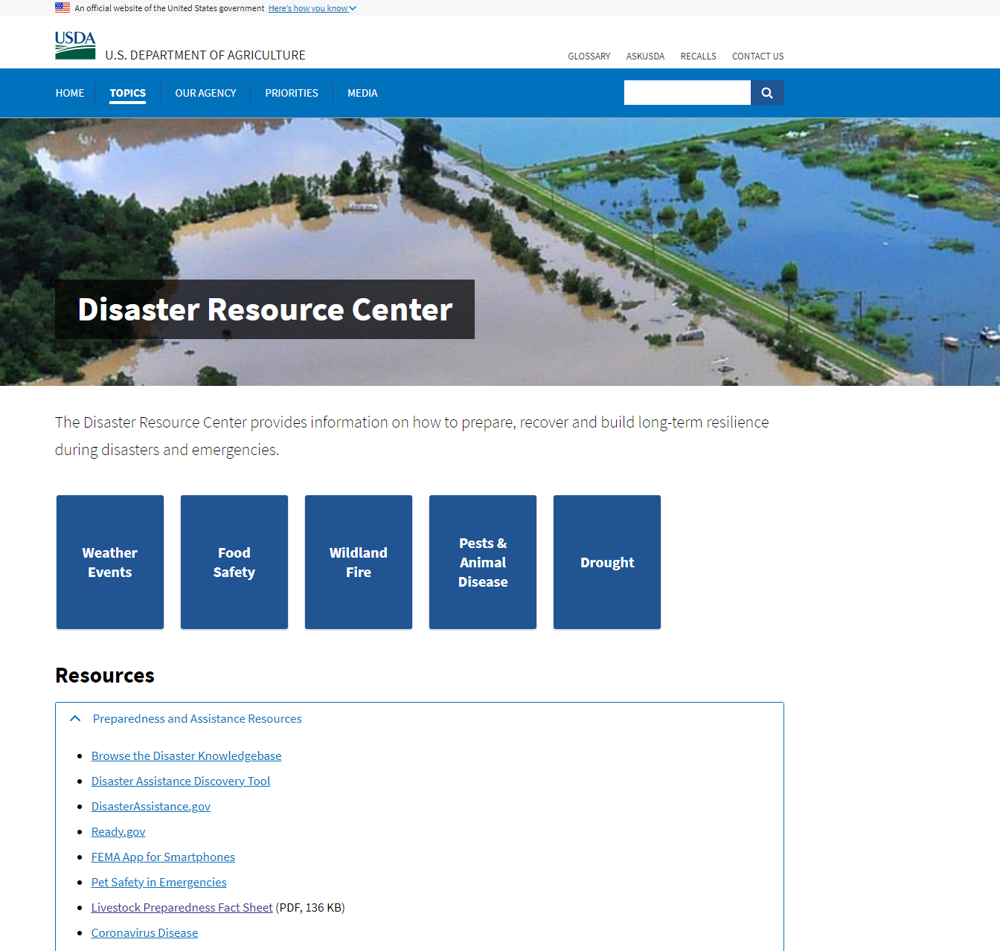 An official website of the United States government Here's how you know
USDA
U.S. DEPARTMENT OF AGRICULTURE
GLOSSARY ASKUSDA RECALLS CONTACT US
HOME TOPICS OUR AGENCY PRIORITIES MEDIA
Disaster Resource Center
The Disaster Resource Center provides information on how to prepare, recover and build long-term resilience
during disasters and emergencies.
Weather
Events
Food
Safety
Wildland
Fire
Pests &
Animal
Disease
Drought
Resources
Preparedness and Assistance Resources
Browse the Disaster Knowledgebase
Disaster Assistance Discovery Tool
DisasterAssistance.gov
Ready.gov
FEMA App for Smartphones
Pet Safety in Emergencies
Livestock Preparedness Fact Sheet (PDF, 136 KB)
Coronavirus Disease